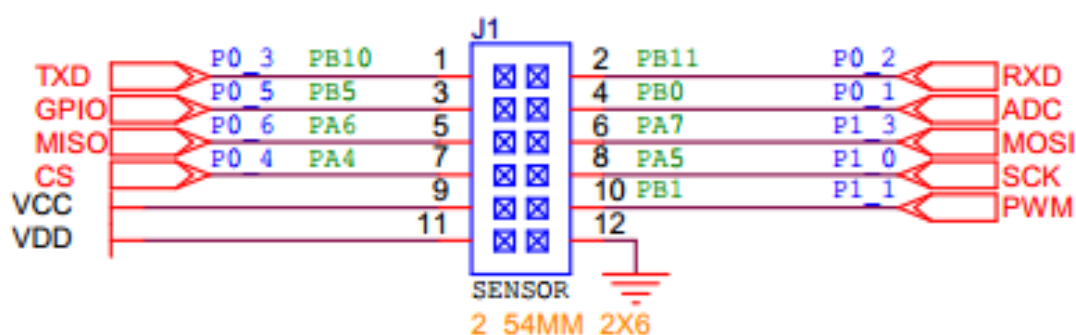 J1
TXD P0_3 PB10 1 2 PB11 P0_2 RXD
GPIO P0_5 PB5 3 4 PB0 P0_1 ADC
MISO P0_6 PA6 5 6 PA7 P1_3 MOSI
CS P0_4 PA4 7 8 PA5 P1_0 SCK
VCC 9 10 PB1 P1_1 PWM
VDD 11 12
SENSOR
2 54MM 2X6